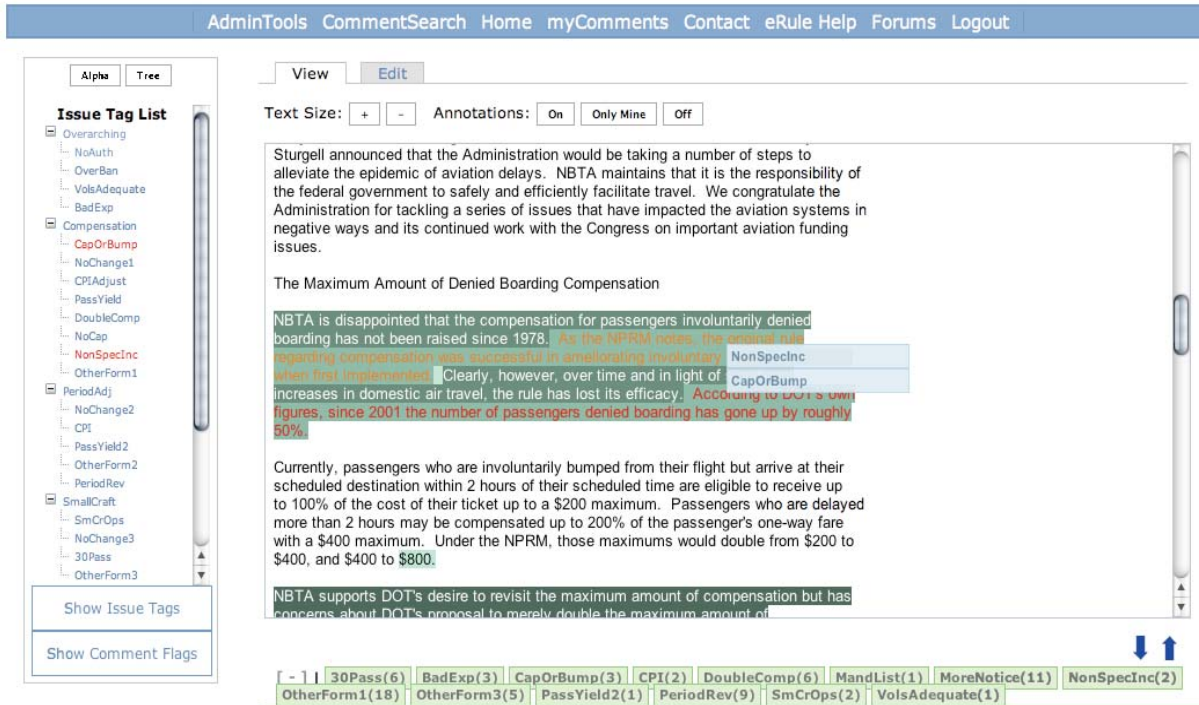 AdminTools CommentSearch Home myComments Contact eRule Help Forums Logout
Alpha Tree
Issue Tag List
Overarching
NoAuth
OverBan
VolsAdequate
BadExp
Compensation
CapOrBump
NoChange1
CPIAdjust
PassYield
DoubleComp
NoCap
NonSpecInc
OtherForm1
PeriodAdj
NoChange2
CPI
PassYield2
OtherForm2
PeriodRev
SmallCraft
SmCrOps
NoChange3
30Pass
OtherForm3
Show Issue Tags
Show Comment Flags
View Edit
Text Size: + - Annotations: On Only Mine Off
Sturgell announced that the Administration would be taking a number of steps to
alleviate the epidemic of aviation delays. NBTA maintains that it is the responsibility of
the federal government to safely and efficiently facilitate travel. We congratulate the
Administration for tackling a series of issues that have impacted the aviation systems in
negative ways and its continued work with the Congress on important aviation funding
issues.
The Maximum Amount of Denied Boarding Compensation
NBTA is disappointed that the compensation for passengers involuntarily denied
boarding has not been raised since 1978. As the NPRM notes, the original rule
regarding compensation was successful in ameliorating involuntary
when first implemented. Clearly, however, over time and in light of
increases in domestic air travel, the rule has lost its efficacy. According to DOT's own
figures, since 2001 the number of passengers denied boarding has gone up by roughly
50%.
NonSpecInc
CapOrBump
Currently, passengers who are involuntarily bumped from their flight but arrive at their
scheduled destination within 2 hours of their scheduled time are eligible to receive up
to 100% of the cost of their ticket up to a $200 maximum. Passengers who are delayed
more than 2 hours may be compensated up to 200% of the passenger's one-way fare
with a $400 maximum. Under the NPRM, those maximums would double from $200 to
$400, and $400 to $800.
NBTA supports DOT's desire to revisit the maximum amount of compensation but has
concerns about DOT's proposal to merely double the maximum amount of
[ - ] | 30Pass(6) BadExp(3) CapOrBump(3) CPI(2) DoubleComp(6) MandList(1) MoreNotice(11) NonSpecInc(2)
OtherForm1(18) OtherForm3(5) PassYield2(1) PeriodRev(9) SmCrOps(2) VolsAdequate(1)